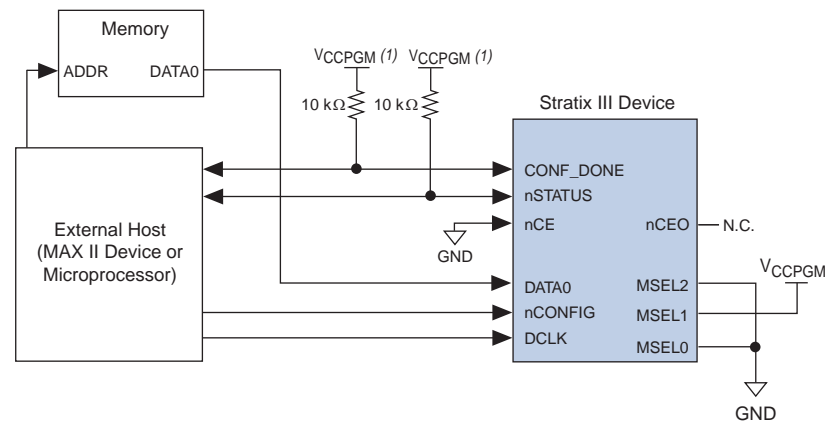 Memory
ADDR DATA0
VCCPGM (1) VCCPGM (1)
10 kΩ 10 kΩ
Stratix III Device
External Host
(MAX II Device or
Microprocessor)
CONF_DONE
nSTATUS
nCE nCEO N.C.
GND
VCCPGM
DATA0 MSEL2
nCONFIG MSEL1
DCLK MSEL0
GND